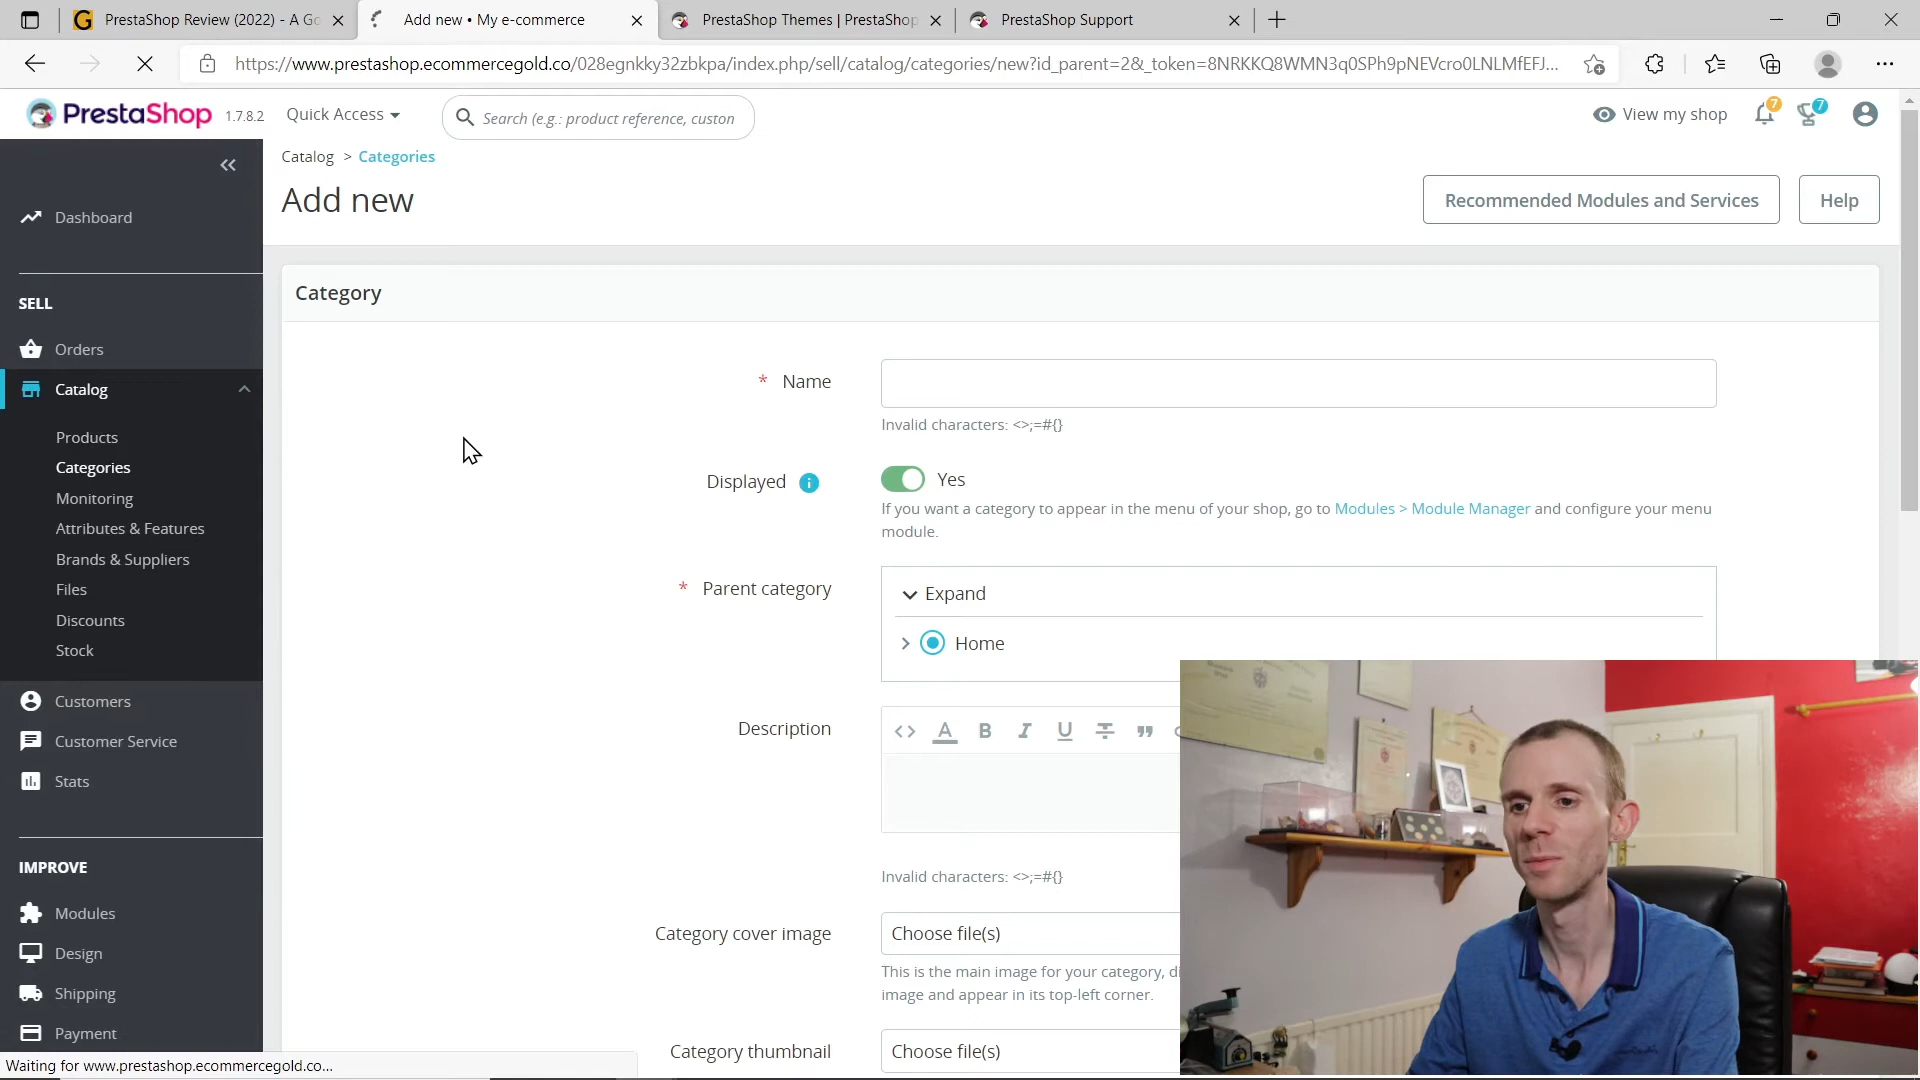 PrestaShop Review (2022) - A Go
Add new • My e-commerce
PrestaShop Themes | PrestaShop
PrestaShop Support
https://www.prestashop.ecommercegold.co/028egnkky32zbkpa/index.php/sell/catalog/categories/new?id_parent=2&_token=8NRKKQ8WMN3q0SPh9pNEVcro0LNLMfEFJ...
PrestaShop 1.7.8.2
Quick Access
Search (e.g.: product reference, custon
View my shop
7
7
Catalog > Categories
Add new
Recommended Modules and Services
Help
Dashboard
SELL
Orders
Catalog
Products
Categories
Monitoring
Attributes & Features
Brands & Suppliers
Files
Discounts
Stock
Customers
Customer Service
Stats
IMPROVE
Modules
Design
Shipping
Payment
Category
* Name
Invalid characters: <>;=#{}
Displayed
Yes
If you want a category to appear in the menu of your shop, go to Modules > Module Manager and configure your menu
module.
* Parent category
Expand
Home
Description
Invalid characters: <>;=#{}
Category cover image
Choose file(s)
This is the main image for your category, di
image and appear in its top-left corner.
Category thumbnail
Choose file(s)
Waiting for www.prestashop.ecommercegold.co...